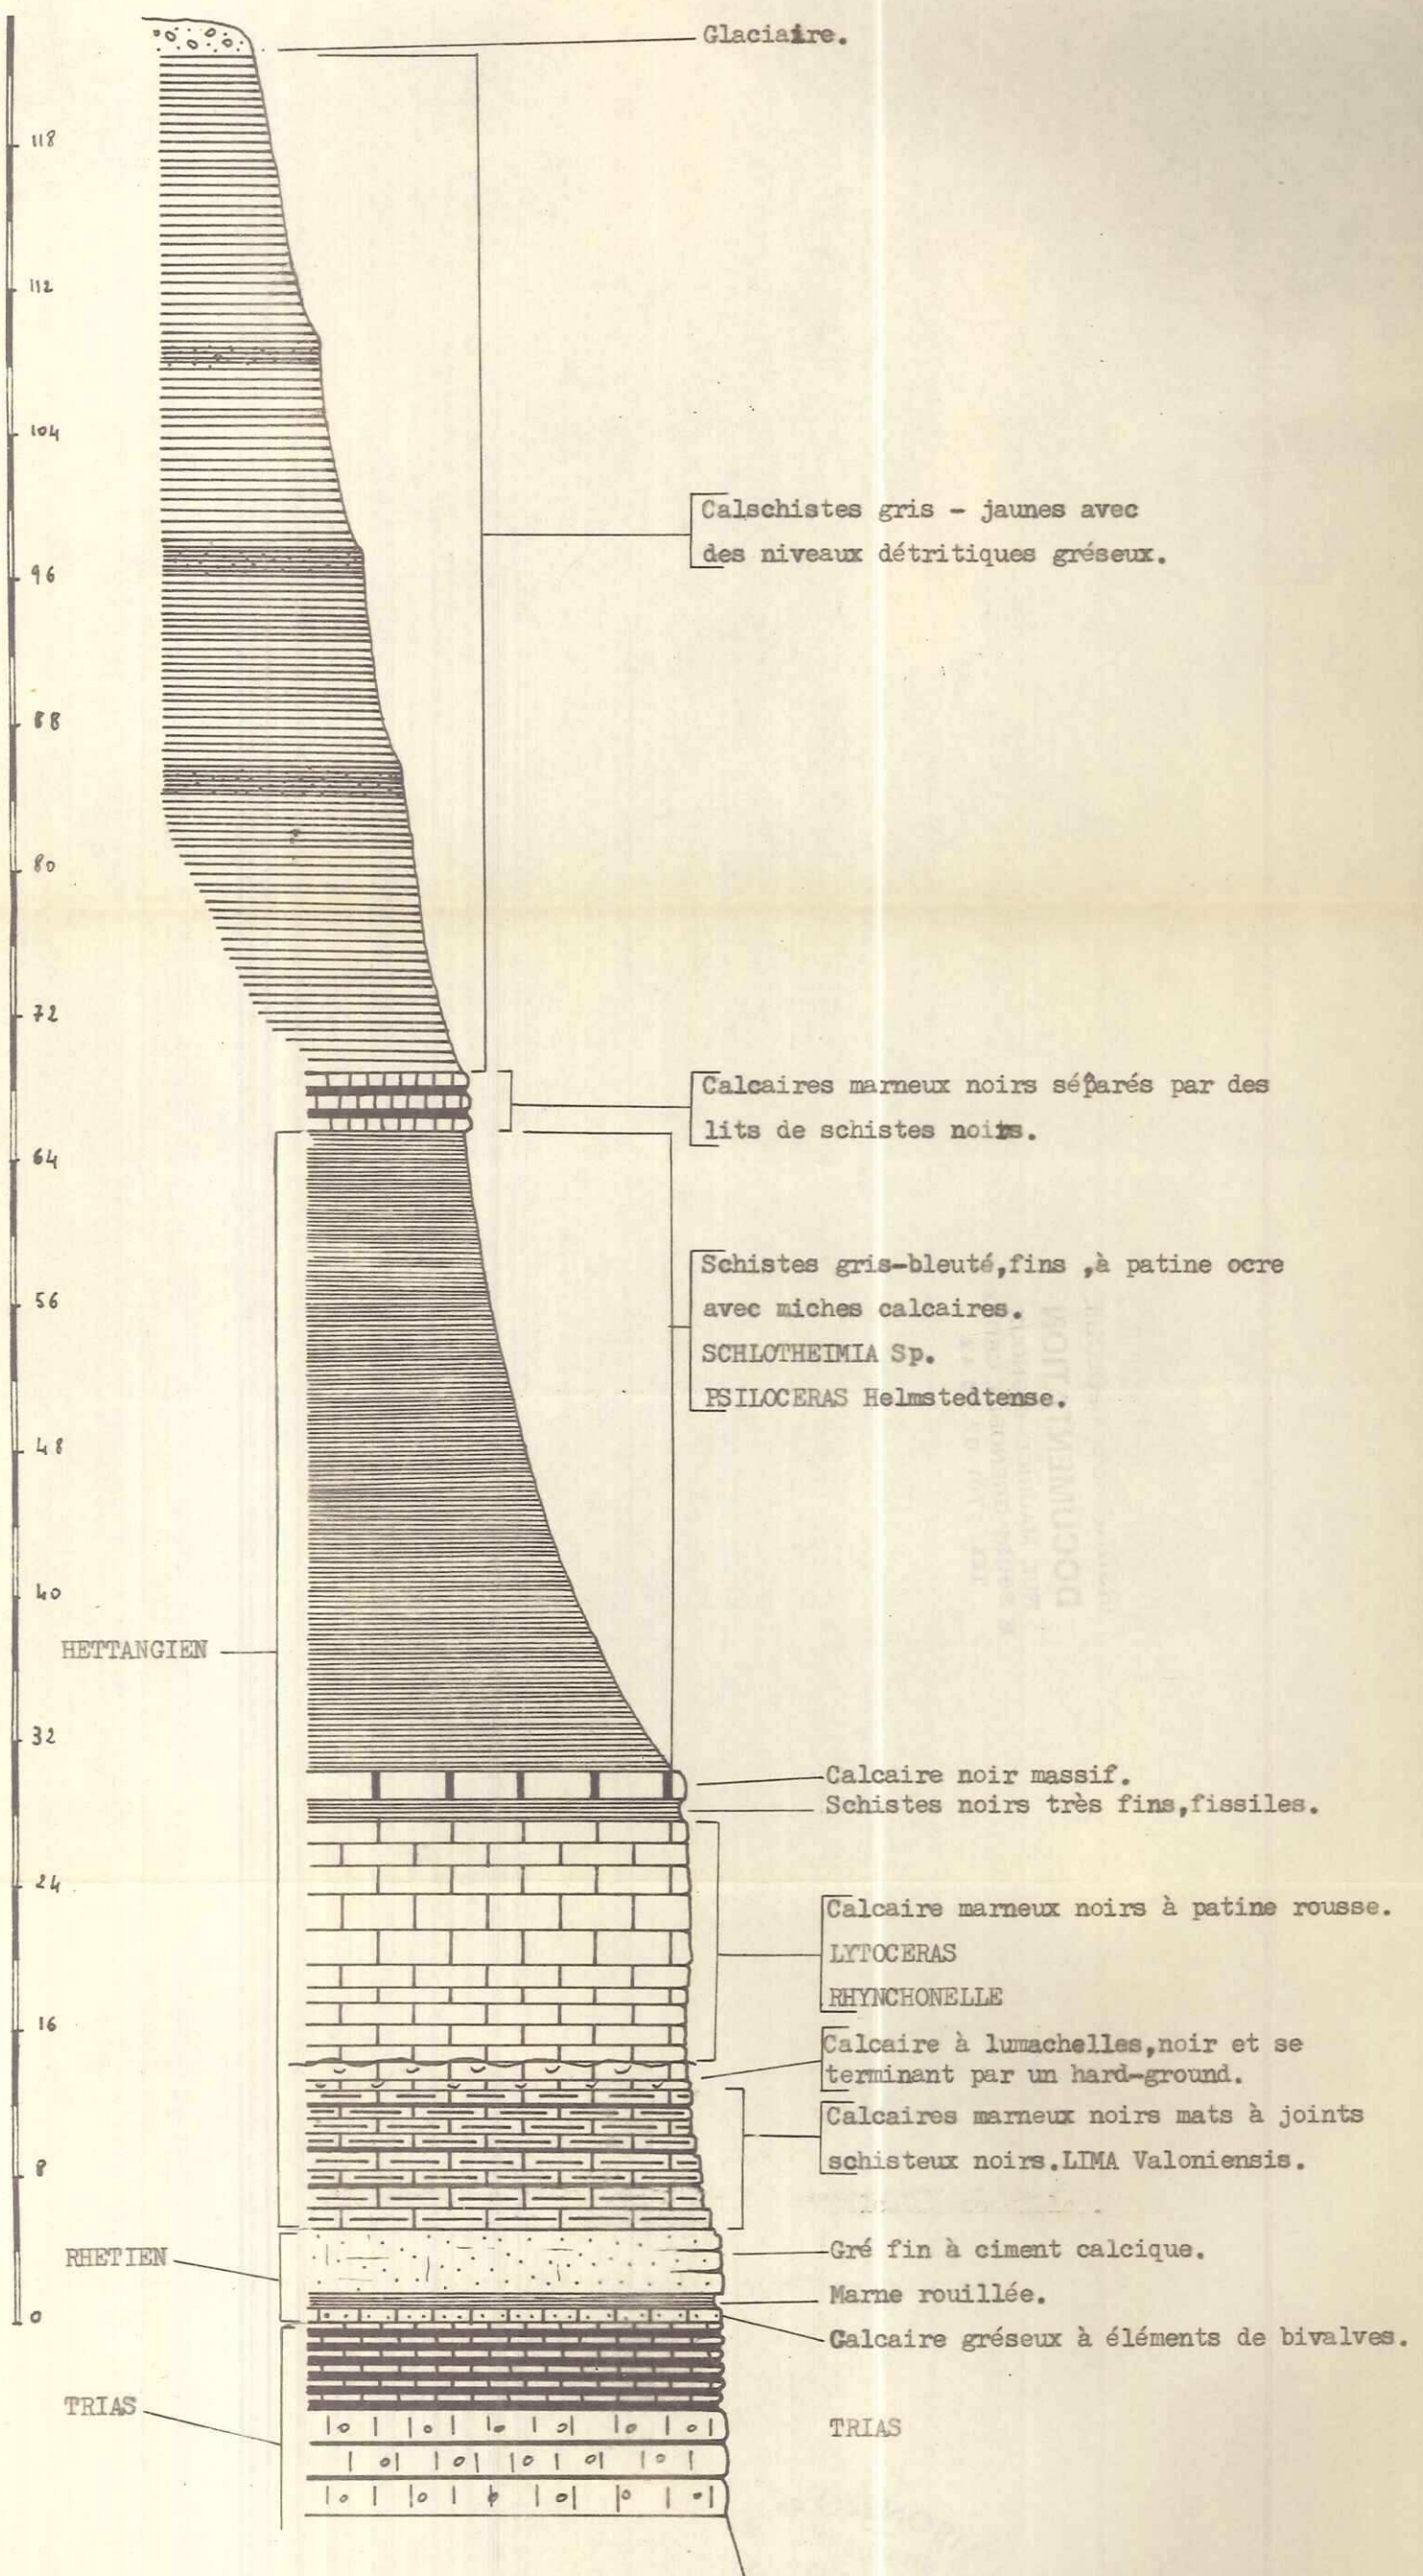 Glaciaire.
118
112
104
Calschistes gris - jaunes avec
des niveaux détritiques gréseux.
96
88
80
72
Calcaires marneux noirs séparés par des
lits de schistes noirs.
64
Schistes gris-bleuté,fins ,à patine ocre
avec miches calcaires.
SCHLOTHEIMIA Sp.
PSILOCERAS Helmstedtense.
56
48
40
HETTANGIEN
32
Calcaire noir massif.
Schistes noirs très fins,fissiles.
24
Calcaire marneux noirs à patine rousse.
LYTOCERAS
RHYNCHONELLE
16
Calcaire à lumachelles,noir et se
terminant par un hard-ground.
Calcaires marneux noirs mats à joints
schisteux noirs.LIMA Valoniensis.
8
RHETIEN
Gré fin à ciment calcique.
Marne rouillée.
0
Calcaire gréseux à éléments de bivalves.
TRIAS
TRIAS
DOCUMENTATION